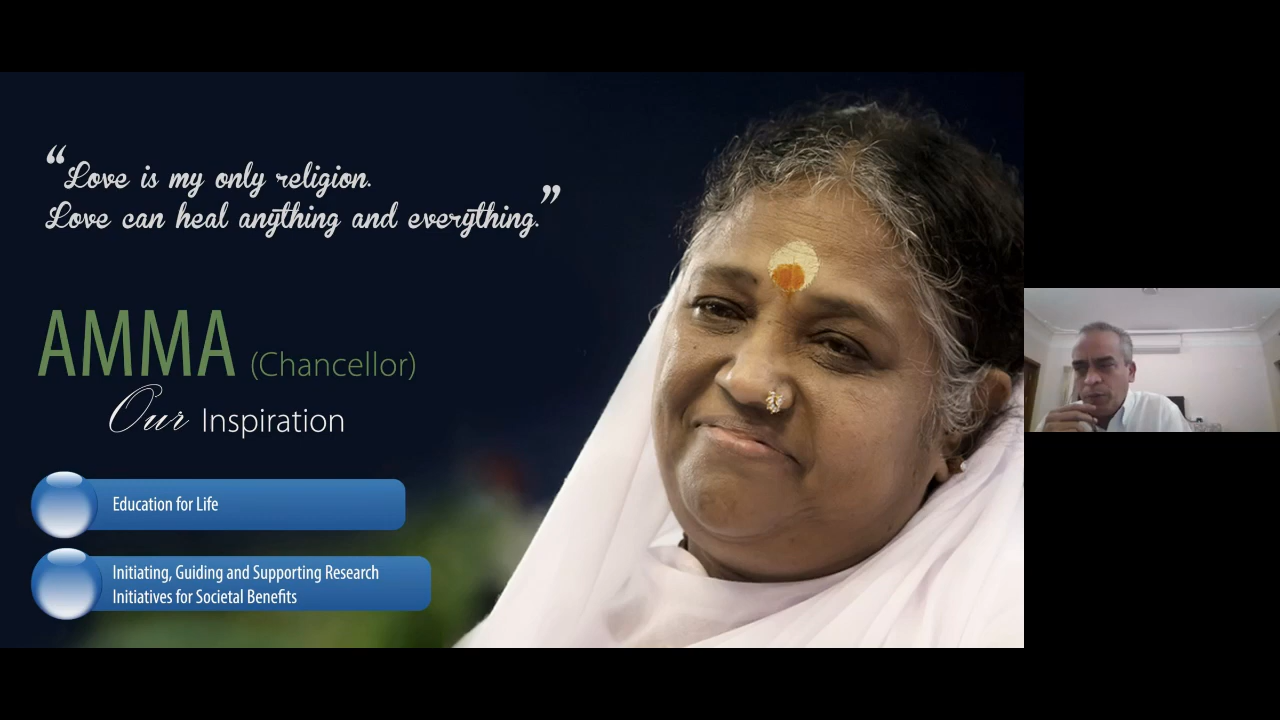 “Love is my only religion.
Love can heal anything and everything.”
AMMA (Chancellor)
Our Inspiration
Education for Life
Initiating, Guiding and Supporting Research
Initiatives for Societal Benefits